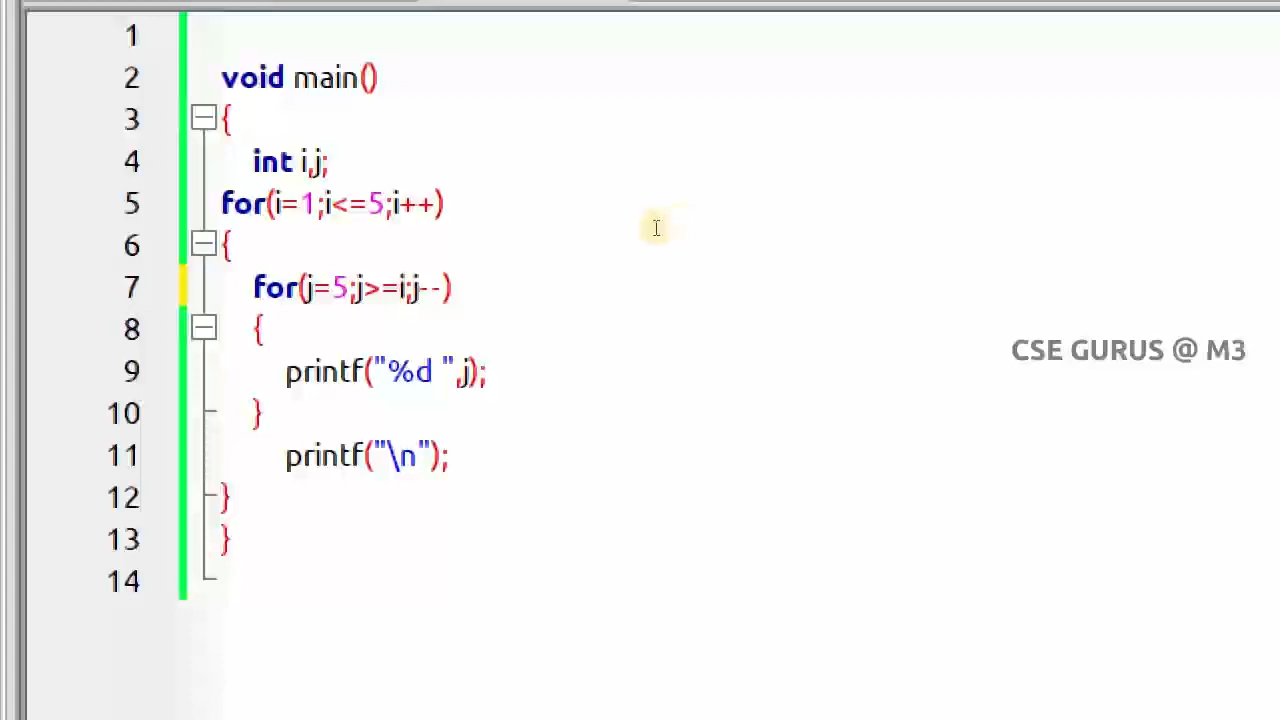 1
2 void main()
3 {
4 int i,j;
5 for(i=1;i<=5;i++)
6 {
7 for(j=5;j>=i;j--)
8 {
9 printf("%d ",j);
10 }
11 printf("\n");
12 }
13 }
14
CSE GURUS @ M3